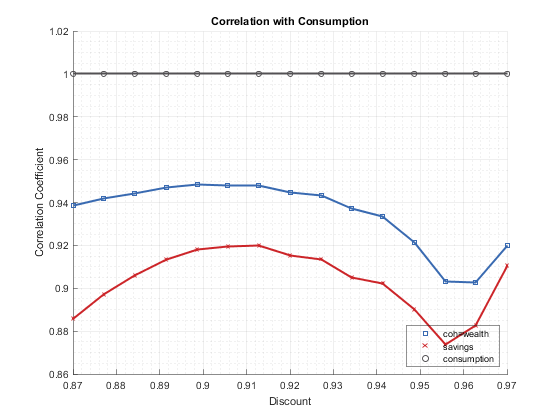 Correlation with Consumption
1.02
1
0.98
0.96
0.94
0.92
0.9
0.88
0.86
Correlation Coefficient
coh=wealth
savings
consumption
0.87 0.88 0.89 0.9 0.91 0.92 0.93 0.94 0.95 0.96 0.97
Discount